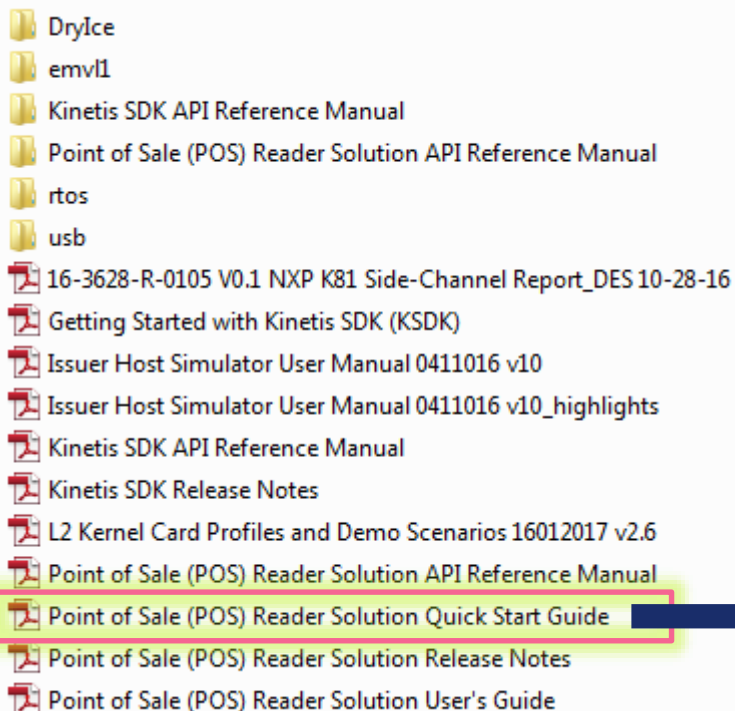 DryIce
emvl1
Kinetis SDK API Reference Manual
Point of Sale (POS) Reader Solution API Reference Manual
rtos
usb
16-3628-R-0105 V0.1 NXP K81 Side-Channel Report_DES 10-28-16
Getting Started with Kinetis SDK (KSDK)
Issuer Host Simulator User Manual 0411016 v10
Issuer Host Simulator User Manual 0411016 v10_highlights
Kinetis SDK API Reference Manual
Kinetis SDK Release Notes
L2 Kernel Card Profiles and Demo Scenarios 16012017 v2.6
Point of Sale (POS) Reader Solution API Reference Manual
Point of Sale (POS) Reader Solution Quick Start Guide
Point of Sale (POS) Reader Solution Release Notes
Point of Sale (POS) Reader Solution User's Guide